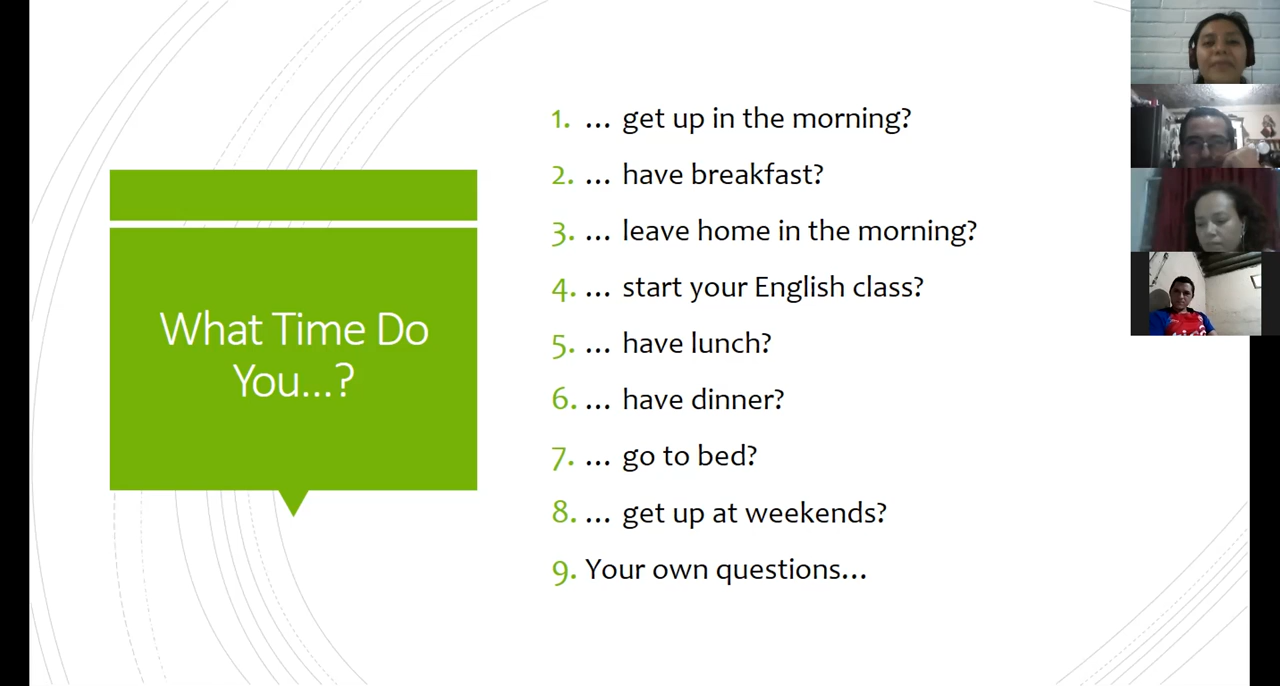 What Time Do
You...?
1. ... get up in the morning?
2. ... have breakfast?
3. ... leave home in the morning?
4. ... start your English class?
5. ... have lunch?
6. ... have dinner?
7. ... go to bed?
8. ... get up at weekends?
9. Your own questions...